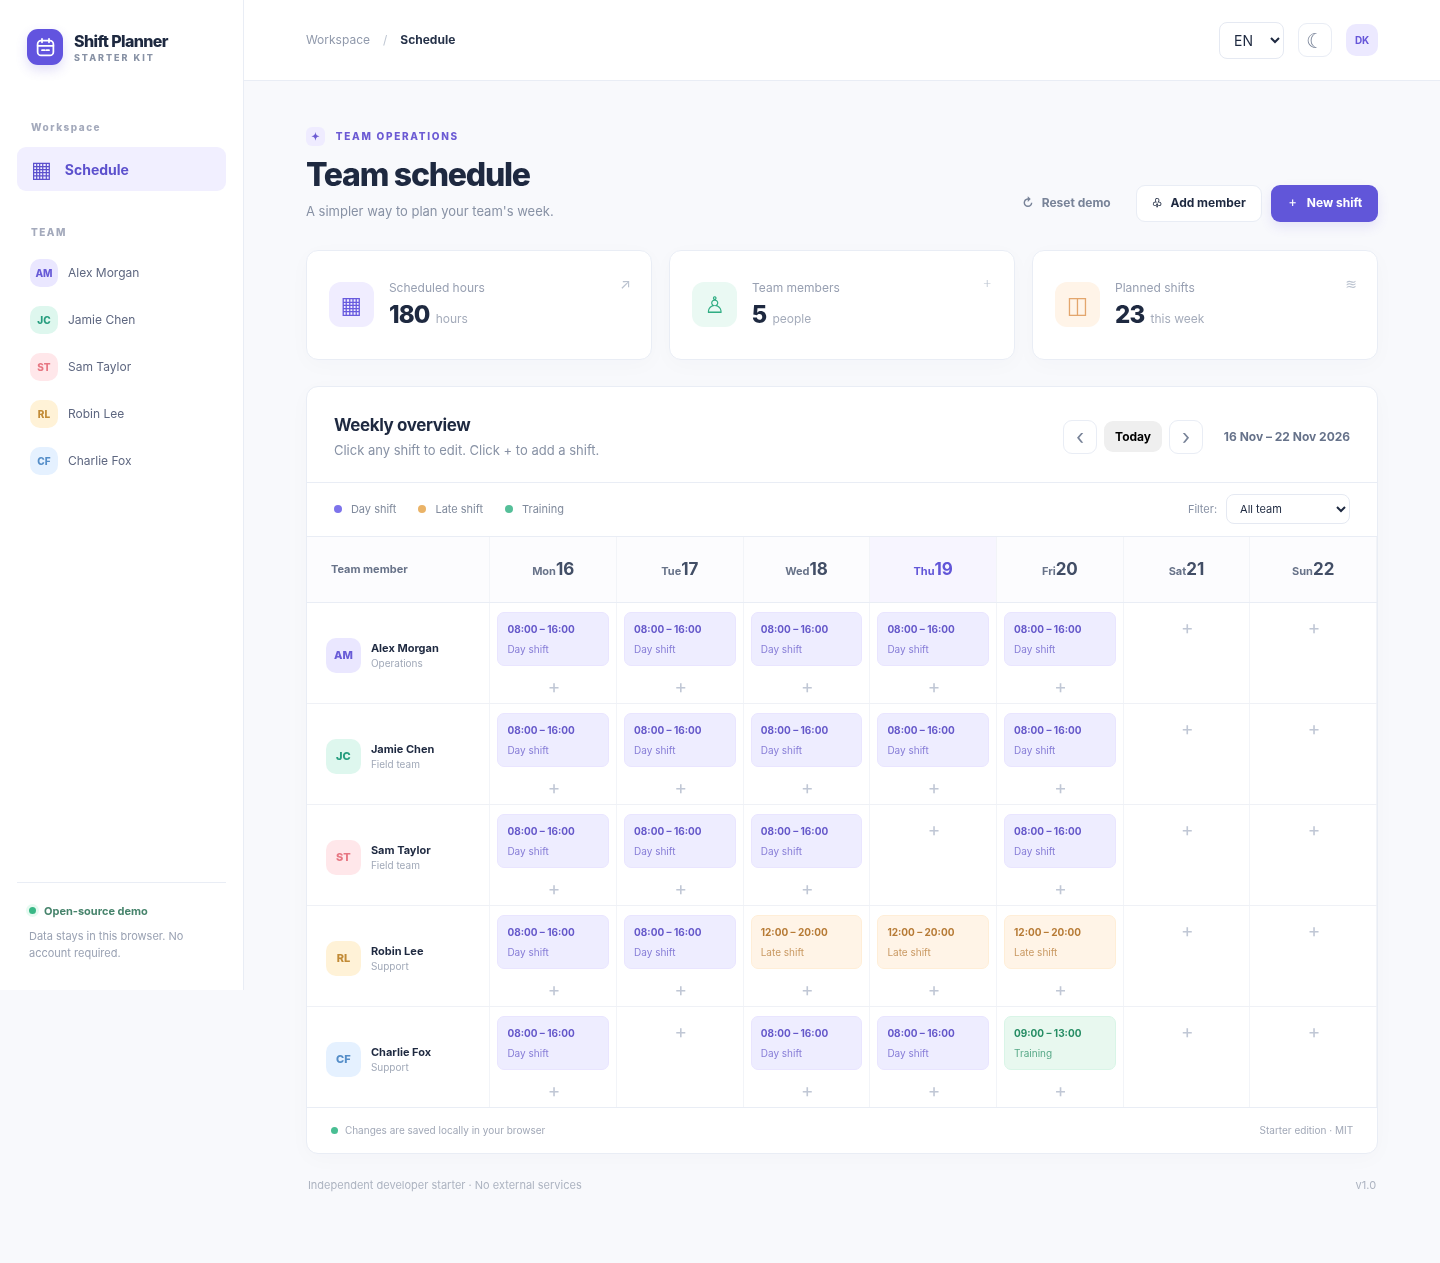 Shift Planner
STARTER KIT
Workspace
Schedule
TEAM
AM Alex Morgan
JC Jamie Chen
ST Sam Taylor
RL Robin Lee
CF Charlie Fox
Open-source demo
Data stays in this browser. No
account required.
Workspace / Schedule
EN
DK
TEAM OPERATIONS
Team schedule
A simpler way to plan your team's week.
Reset demo
Add member
+ New shift
Scheduled hours
180 hours
Team members
5 people
Planned shifts
23 this week
Weekly overview
Click any shift to edit. Click + to add a shift.
‹ Today › 16 Nov – 22 Nov 2026
Day shift Late shift Training
Filter: All team
Team member Mon16 Tue17 Wed18 Thu19 Fri20 Sat21 Sun22
AM Alex Morgan
Operations
08:00 – 16:00 08:00 – 16:00 08:00 – 16:00 08:00 – 16:00 08:00 – 16:00 + +
Day shift Day shift Day shift Day shift Day shift
+ + + + +
JC Jamie Chen
Field team
08:00 – 16:00 08:00 – 16:00 08:00 – 16:00 08:00 – 16:00 08:00 – 16:00 + +
Day shift Day shift Day shift Day shift Day shift
+ + + + +
ST Sam Taylor
Field team
08:00 – 16:00 08:00 – 16:00 08:00 – 16:00 + 08:00 – 16:00 + +
Day shift Day shift Day shift Day shift
+ + + +
RL Robin Lee
Support
08:00 – 16:00 08:00 – 16:00 12:00 – 20:00 12:00 – 20:00 12:00 – 20:00 + +
Day shift Day shift Late shift Late shift Late shift
+ + + + +
CF Charlie Fox
Support
08:00 – 16:00 + 08:00 – 16:00 08:00 – 16:00 09:00 – 13:00 + +
Day shift Day shift Day shift Training
+ + + +
Changes are saved locally in your browser
Starter edition · MIT
Independent developer starter · No external services
v1.0